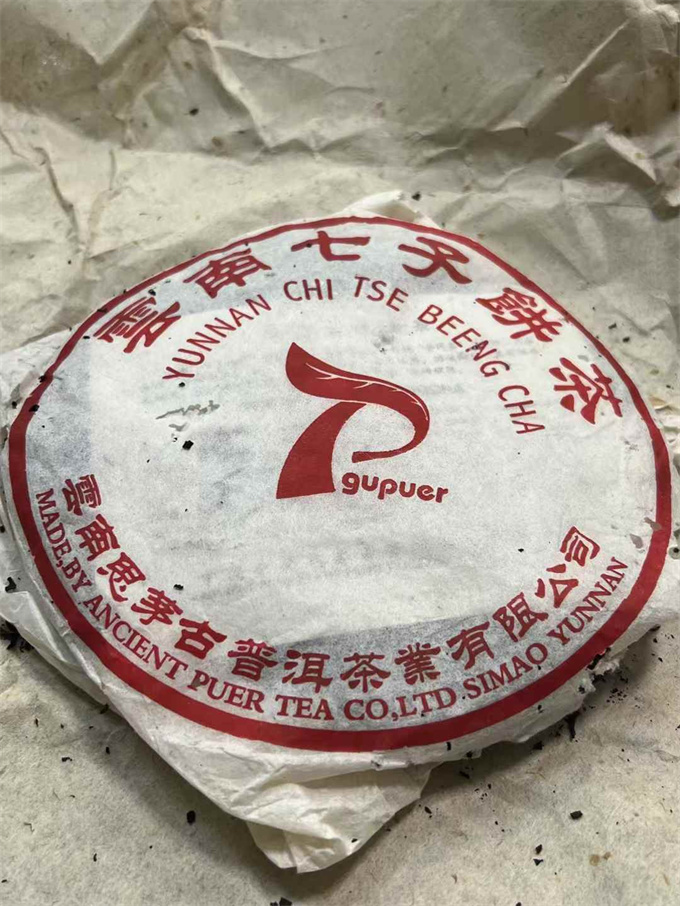 雲南七子餅茶
YUNNAN CHI TSE BEENG CHA
gupuer
雲南思茅古普洱茶業有限公司
MADE,BY ANCIENT PUER TEA CO,LTD SIMAO YUNNAN